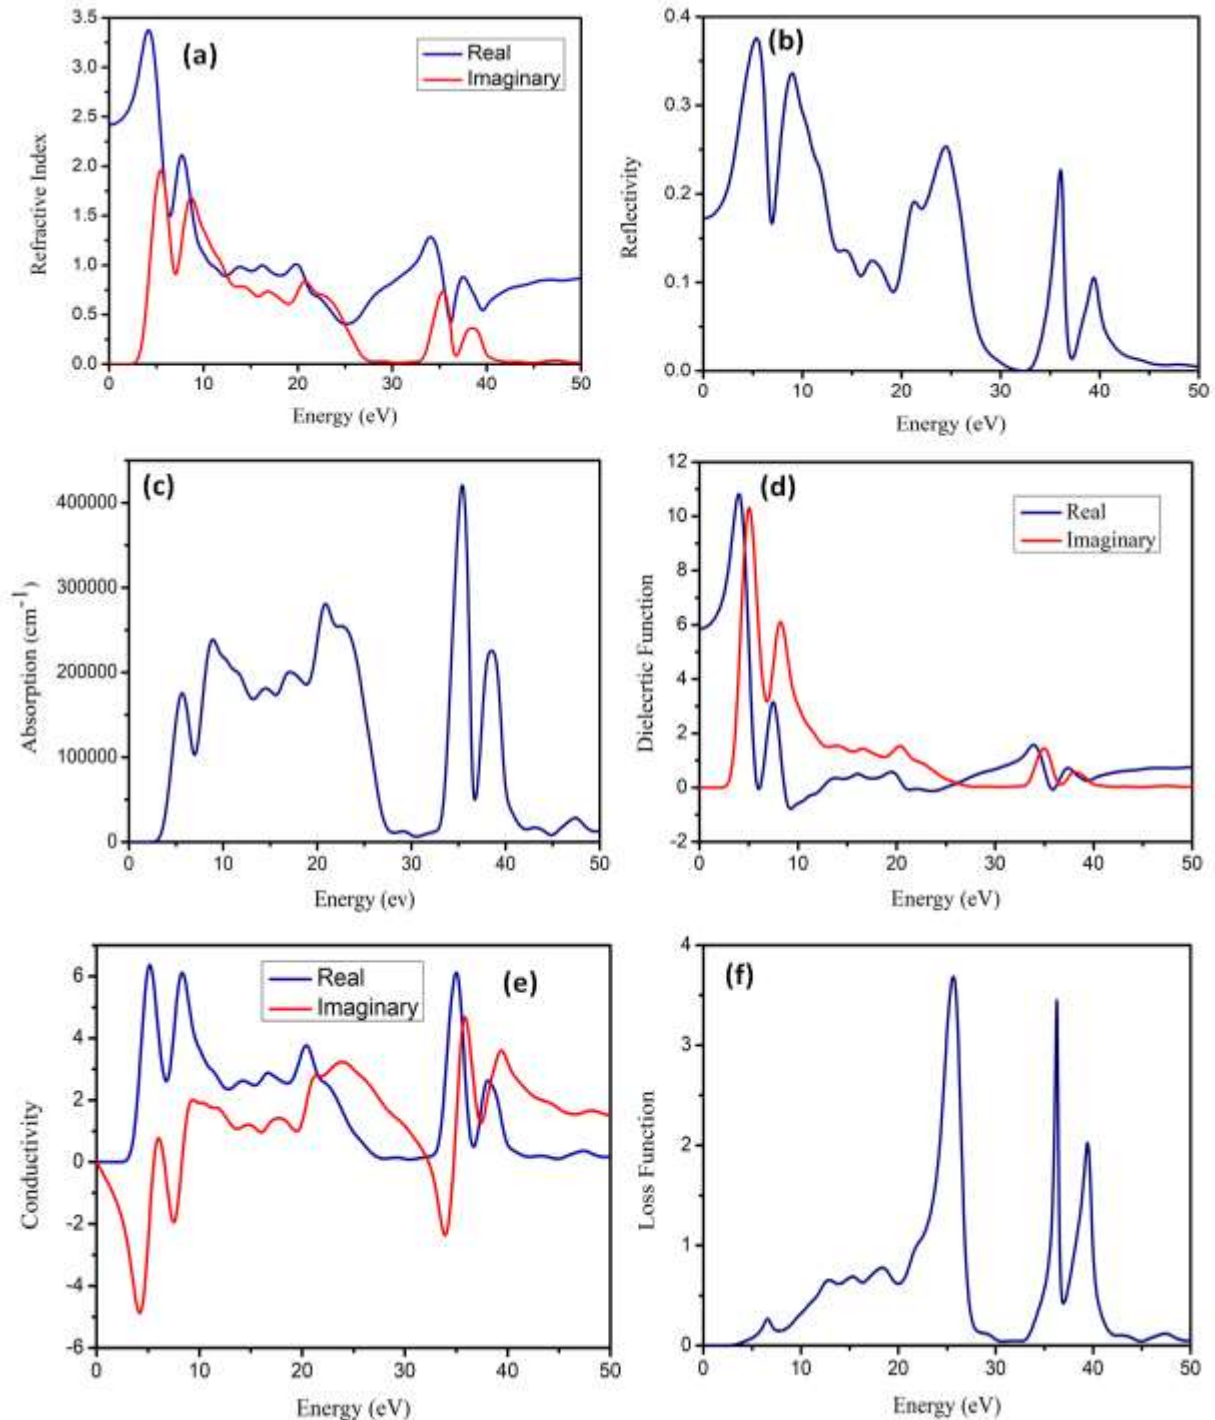 (a)
Real
Imaginary
3.5
3.0
2.5
2.0
1.5
1.0
0.5
0.0
0 10 20 30 40 50
Refractive Index
Energy (eV)
(b)
0.4
0.3
0.2
0.1
0.0
0 10 20 30 40 50
Reflectivity
Energy (eV)
(c)
400000
300000
200000
100000
0
0 10 20 30 40 50
Absorption (cm⁻¹)
Energy (ev)
(d)
Real
Imaginary
12
10
8
6
4
2
0
-2
0 10 20 30 40 50
Dielecrtic Function
Energy (eV)
(e)
Real
Imaginary
6
4
2
0
-2
-4
-6
0 10 20 30 40 50
Conductivity
Energy (eV)
(f)
4
3
2
1
0
0 10 20 30 40 50
Loss Function
Energy (eV)